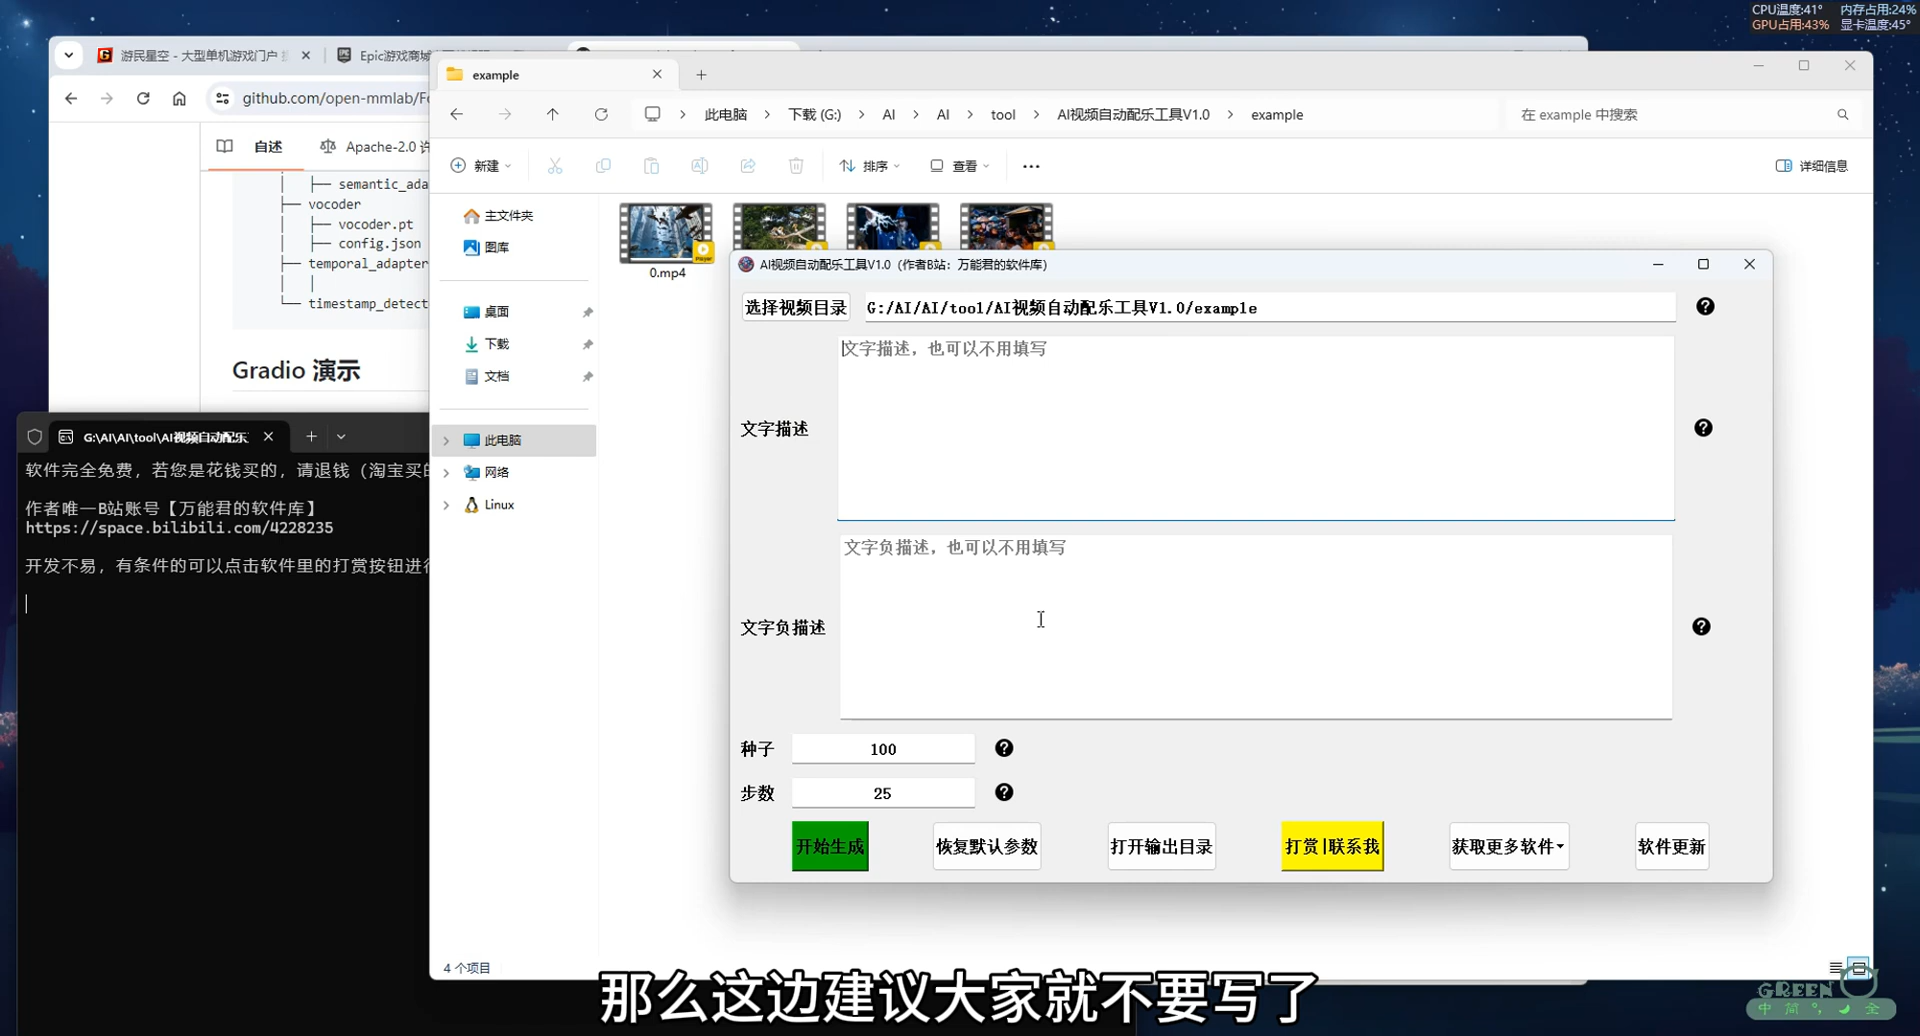 CPU温度:41° 内存占用:24%
GPU占用:43% 显卡温度:45°
游民星空 - 大型单机游戏门户
Epic游戏商城
github.com/open-mmlab/Fo
自述
Apache-2.0 许
├── semantic_ada
├── vocoder
├── vocoder.pt
├── config.json
├── temporal_adapter
└── timestamp_detect
Gradio 演示
example
此电脑 > 下载 (G:) > AI > AI > tool > AI视频自动配乐工具V1.0 > example
在 example 中搜索
新建
排序
查看
详细信息
主文件夹
图库
桌面
下载
文档
此电脑
网络
Linux
0.mp4
4 个项目
G:\AI\AI\tool\AI视频自动配乐
软件完全免费，若您是花钱买的，请退钱（淘宝买的
作者唯一B站账号【万能君的软件库】
https://space.bilibili.com/4228235
开发不易，有条件的可以点击软件里的打赏按钮进行
AI视频自动配乐工具V1.0（作者B站：万能君的软件库）
选择视频目录
G:/AI/AI/tool/AI视频自动配乐工具V1.0/example
文字描述
文字描述，也可以不用填写
文字负描述
文字负描述，也可以不用填写
种子
100
步数
25
开始生成
恢复默认参数
打开输出目录
打赏|联系我
获取更多软件
软件更新
那么这边建议大家就不要写了
GREEN
中 简 全